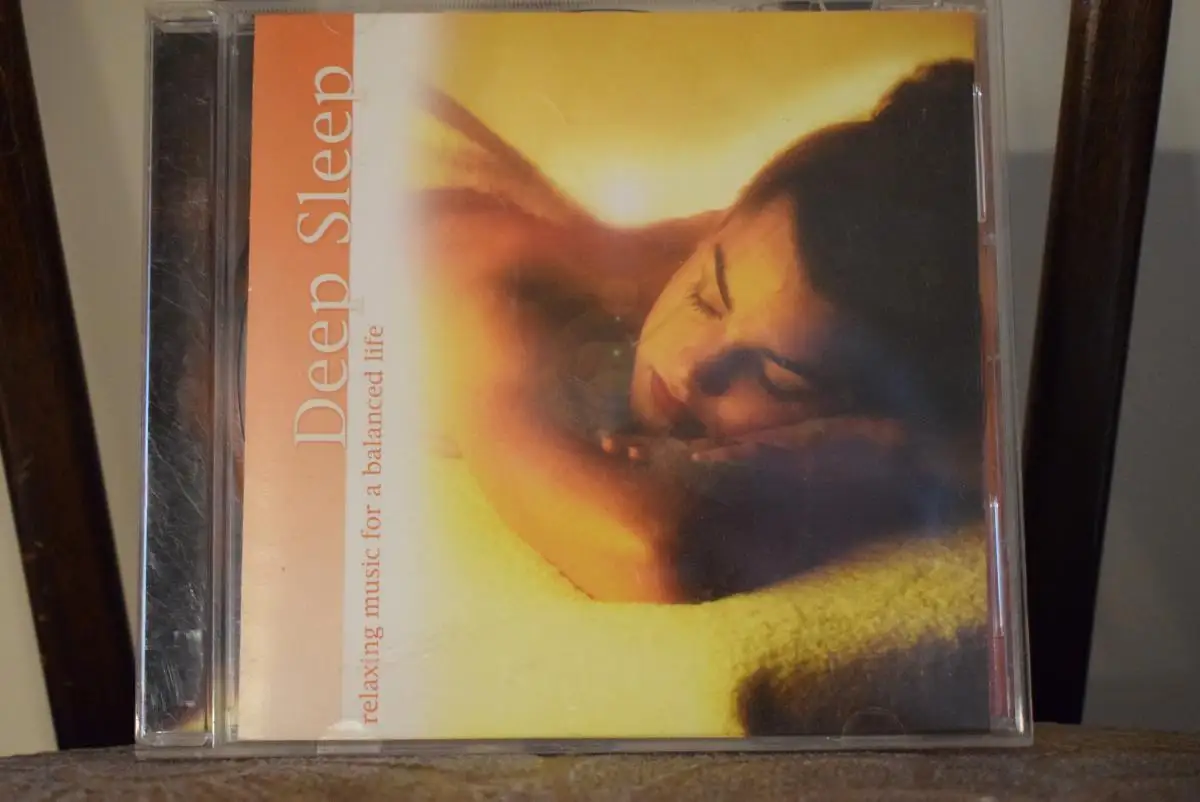 Deep Sleep
relaxing music for a balanced life